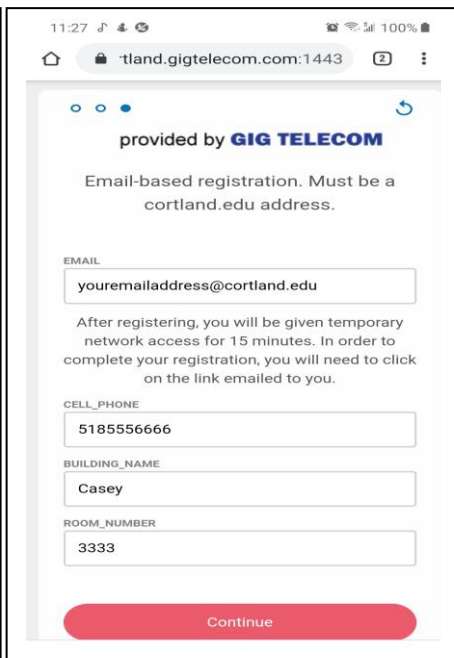 11:27
100%
tland.gigtelecom.com:1443
2
provided by GIG TELECOM
Email-based registration. Must be a
cortland.edu address.
EMAIL
youremailaddress@cortland.edu
After registering, you will be given temporary
network access for 15 minutes. In order to
complete your registration, you will need to click
on the link emailed to you.
CELL_PHONE
5185556666
BUILDING_NAME
Casey
ROOM_NUMBER
3333
Continue